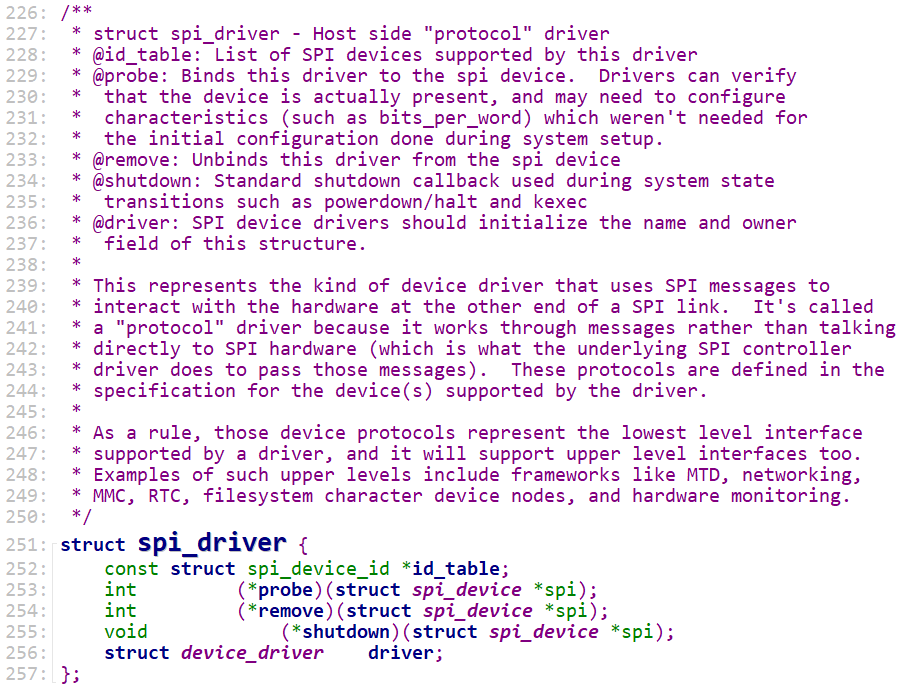 226: /**
227:  * struct spi_driver - Host side "protocol" driver
228:  * @id_table: List of SPI devices supported by this driver
229:  * @probe: Binds this driver to the spi device.  Drivers can verify
230:  *  that the device is actually present, and may need to configure
231:  *  characteristics (such as bits_per_word) which weren't needed for
232:  *  the initial configuration done during system setup.
233:  * @remove: Unbinds this driver from the spi device
234:  * @shutdown: Standard shutdown callback used during system state
235:  *  transitions such as powerdown/halt and kexec
236:  * @driver: SPI device drivers should initialize the name and owner
237:  *  field of this structure.
238:  *
239:  * This represents the kind of device driver that uses SPI messages to
240:  * interact with the hardware at the other end of a SPI link.  It's called
241:  * a "protocol" driver because it works through messages rather than talking
242:  * directly to SPI hardware (which is what the underlying SPI controller
243:  * driver does to pass those messages).  These protocols are defined in the
244:  * specification for the device(s) supported by the driver.
245:  *
246:  * As a rule, those device protocols represent the lowest level interface
247:  * supported by a driver, and it will support upper level interfaces too.
248:  * Examples of such upper levels include frameworks like MTD, networking,
249:  * MMC, RTC, filesystem character device nodes, and hardware monitoring.
250:  */
251: struct spi_driver {
252:     const struct spi_device_id *id_table;
253:     int         (*probe)(struct spi_device *spi);
254:     int         (*remove)(struct spi_device *spi);
255:     void            (*shutdown)(struct spi_device *spi);
256:     struct device_driver    driver;
257: };